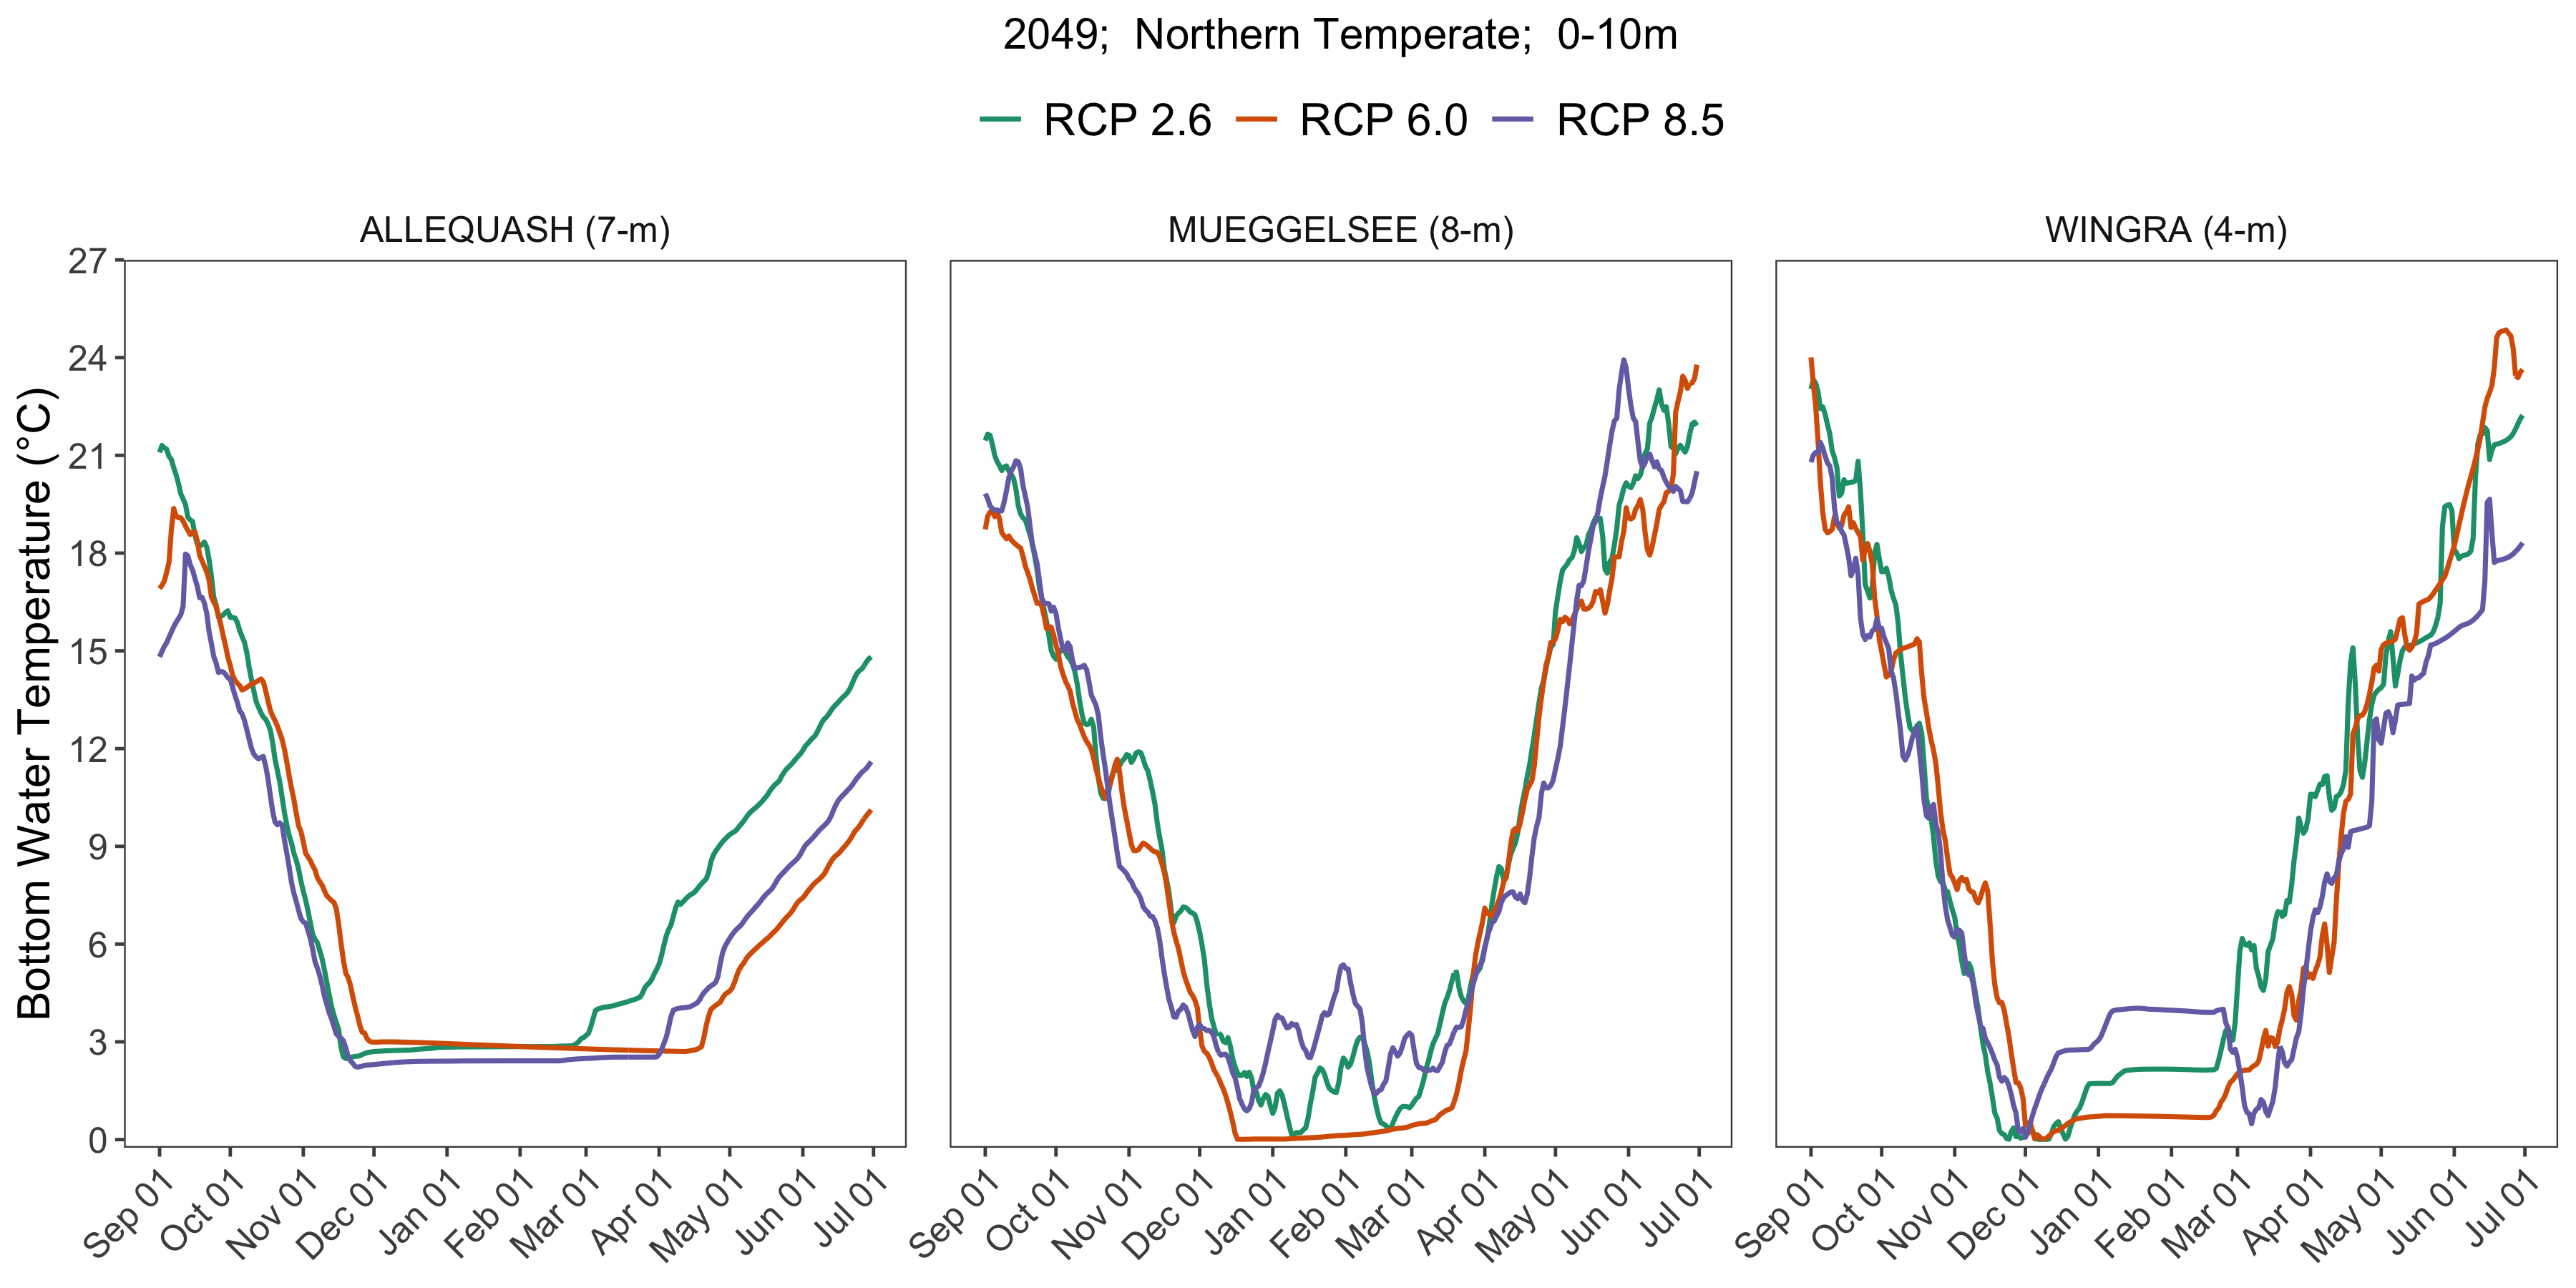 2049;  Northern Temperate;  0-10m
RCP 2.6 RCP 6.0 RCP 8.5
ALLEQUASH (7-m) MUEGGELSEE (8-m) WINGRA (4-m)
Bottom Water Temperature (°C)
27
24
21
18
15
12
9
6
3
0
Sep 01 Oct 01 Nov 01 Dec 01 Jan 01 Feb 01 Mar 01 Apr 01 May 01 Jun 01 Jul 01
Sep 01 Oct 01 Nov 01 Dec 01 Jan 01 Feb 01 Mar 01 Apr 01 May 01 Jun 01 Jul 01
Sep 01 Oct 01 Nov 01 Dec 01 Jan 01 Feb 01 Mar 01 Apr 01 May 01 Jun 01 Jul 01